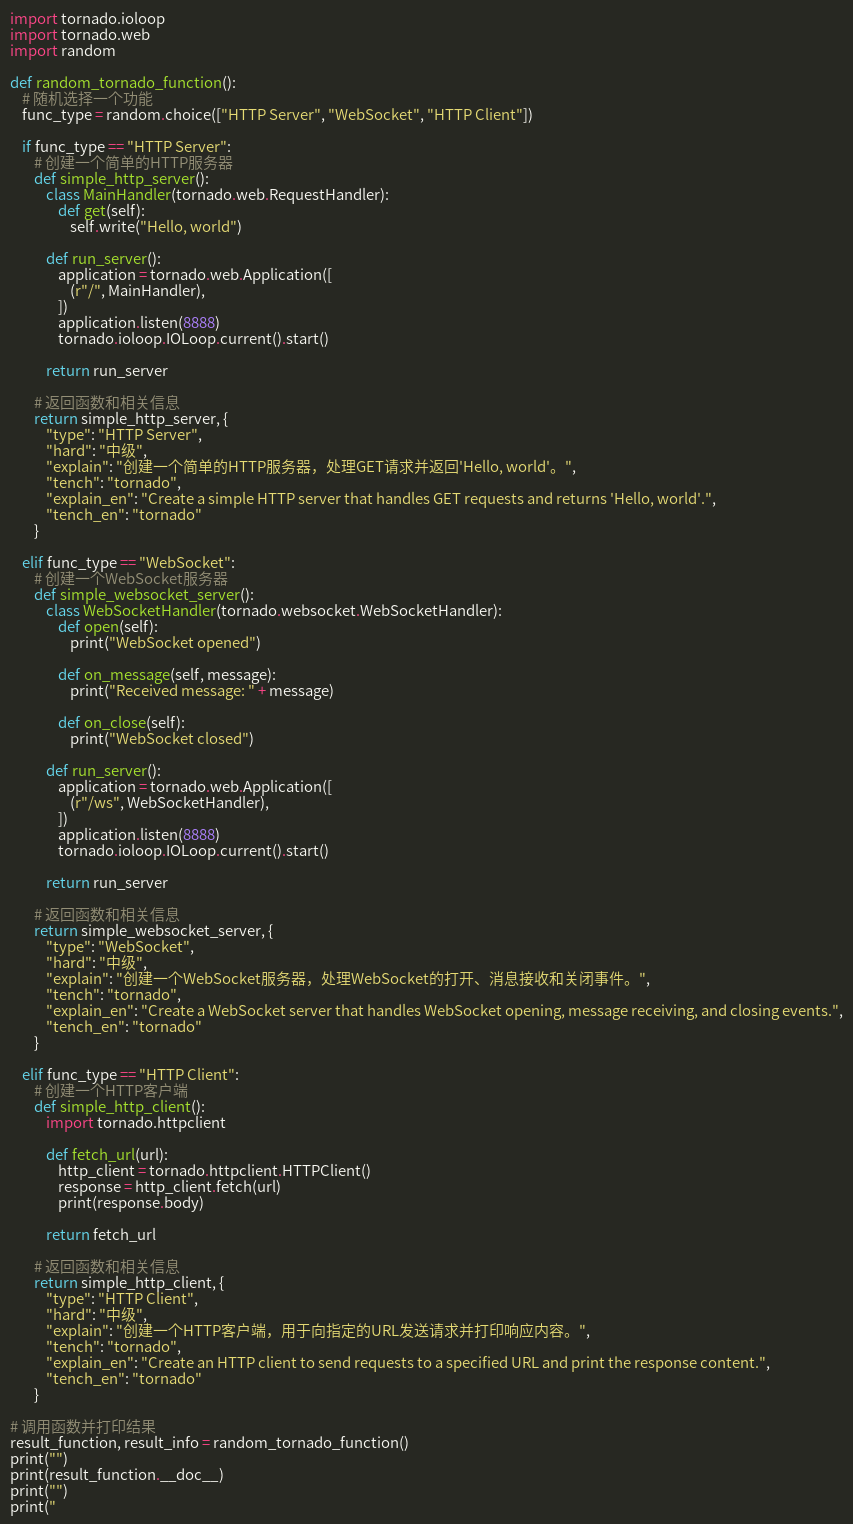 import tornado.ioloop
import tornado.web
import random

def random_tornado_function():
    # 随机选择一个功能
    func_type = random.choice(["HTTP Server", "WebSocket", "HTTP Client"])

    if func_type == "HTTP Server":
        # 创建一个简单的HTTP服务器
        def simple_http_server():
            class MainHandler(tornado.web.RequestHandler):
                def get(self):
                    self.write("Hello, world")

            def run_server():
                application = tornado.web.Application([
                    (r"/", MainHandler),
                ])
                application.listen(8888)
                tornado.ioloop.IOLoop.current().start()

            return run_server

        # 返回函数和相关信息
        return simple_http_server, {
            "type": "HTTP Server",
            "hard": "中级",
            "explain": "创建一个简单的HTTP服务器，处理GET请求并返回'Hello, world'。",
            "tench": "tornado",
            "explain_en": "Create a simple HTTP server that handles GET requests and returns 'Hello, world'.",
            "tench_en": "tornado"
        }

    elif func_type == "WebSocket":
        # 创建一个WebSocket服务器
        def simple_websocket_server():
            class WebSocketHandler(tornado.websocket.WebSocketHandler):
                def open(self):
                    print("WebSocket opened")

                def on_message(self, message):
                    print("Received message: " + message)

                def on_close(self):
                    print("WebSocket closed")

            def run_server():
                application = tornado.web.Application([
                    (r"/ws", WebSocketHandler),
                ])
                application.listen(8888)
                tornado.ioloop.IOLoop.current().start()

            return run_server

        # 返回函数和相关信息
        return simple_websocket_server, {
            "type": "WebSocket",
            "hard": "中级",
            "explain": "创建一个WebSocket服务器，处理WebSocket的打开、消息接收和关闭事件。",
            "tench": "tornado",
            "explain_en": "Create a WebSocket server that handles WebSocket opening, message receiving, and closing events.",
            "tench_en": "tornado"
        }

    elif func_type == "HTTP Client":
        # 创建一个HTTP客户端
        def simple_http_client():
            import tornado.httpclient

            def fetch_url(url):
                http_client = tornado.httpclient.HTTPClient()
                response = http_client.fetch(url)
                print(response.body)

            return fetch_url

        # 返回函数和相关信息
        return simple_http_client, {
            "type": "HTTP Client",
            "hard": "中级",
            "explain": "创建一个HTTP客户端，用于向指定的URL发送请求并打印响应内容。",
            "tench": "tornado",
            "explain_en": "Create an HTTP client to send requests to a specified URL and print the response content.",
            "tench_en": "tornado"
        }

# 调用函数并打印结果
result_function, result_info = random_tornado_function()
print("")
print(result_function.__doc__)
print("")
print("